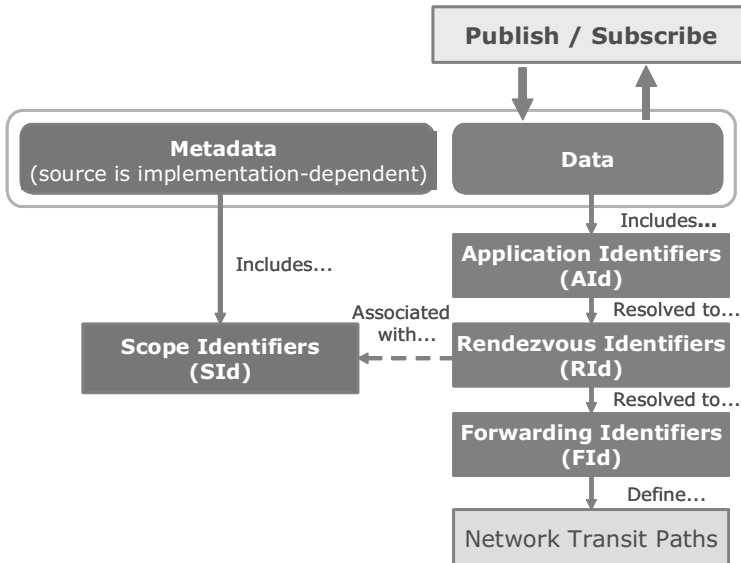 Publish / Subscribe
Metadata
(source is implementation-dependent)
Data
Includes...
Application Identifiers
(AId)
Includes...
Resolved to...
Associated
with...
Scope Identifiers
(SId)
Rendezvous Identifiers
(RId)
Resolved to...
Forwarding Identifiers
(FId)
Define...
Network Transit Paths